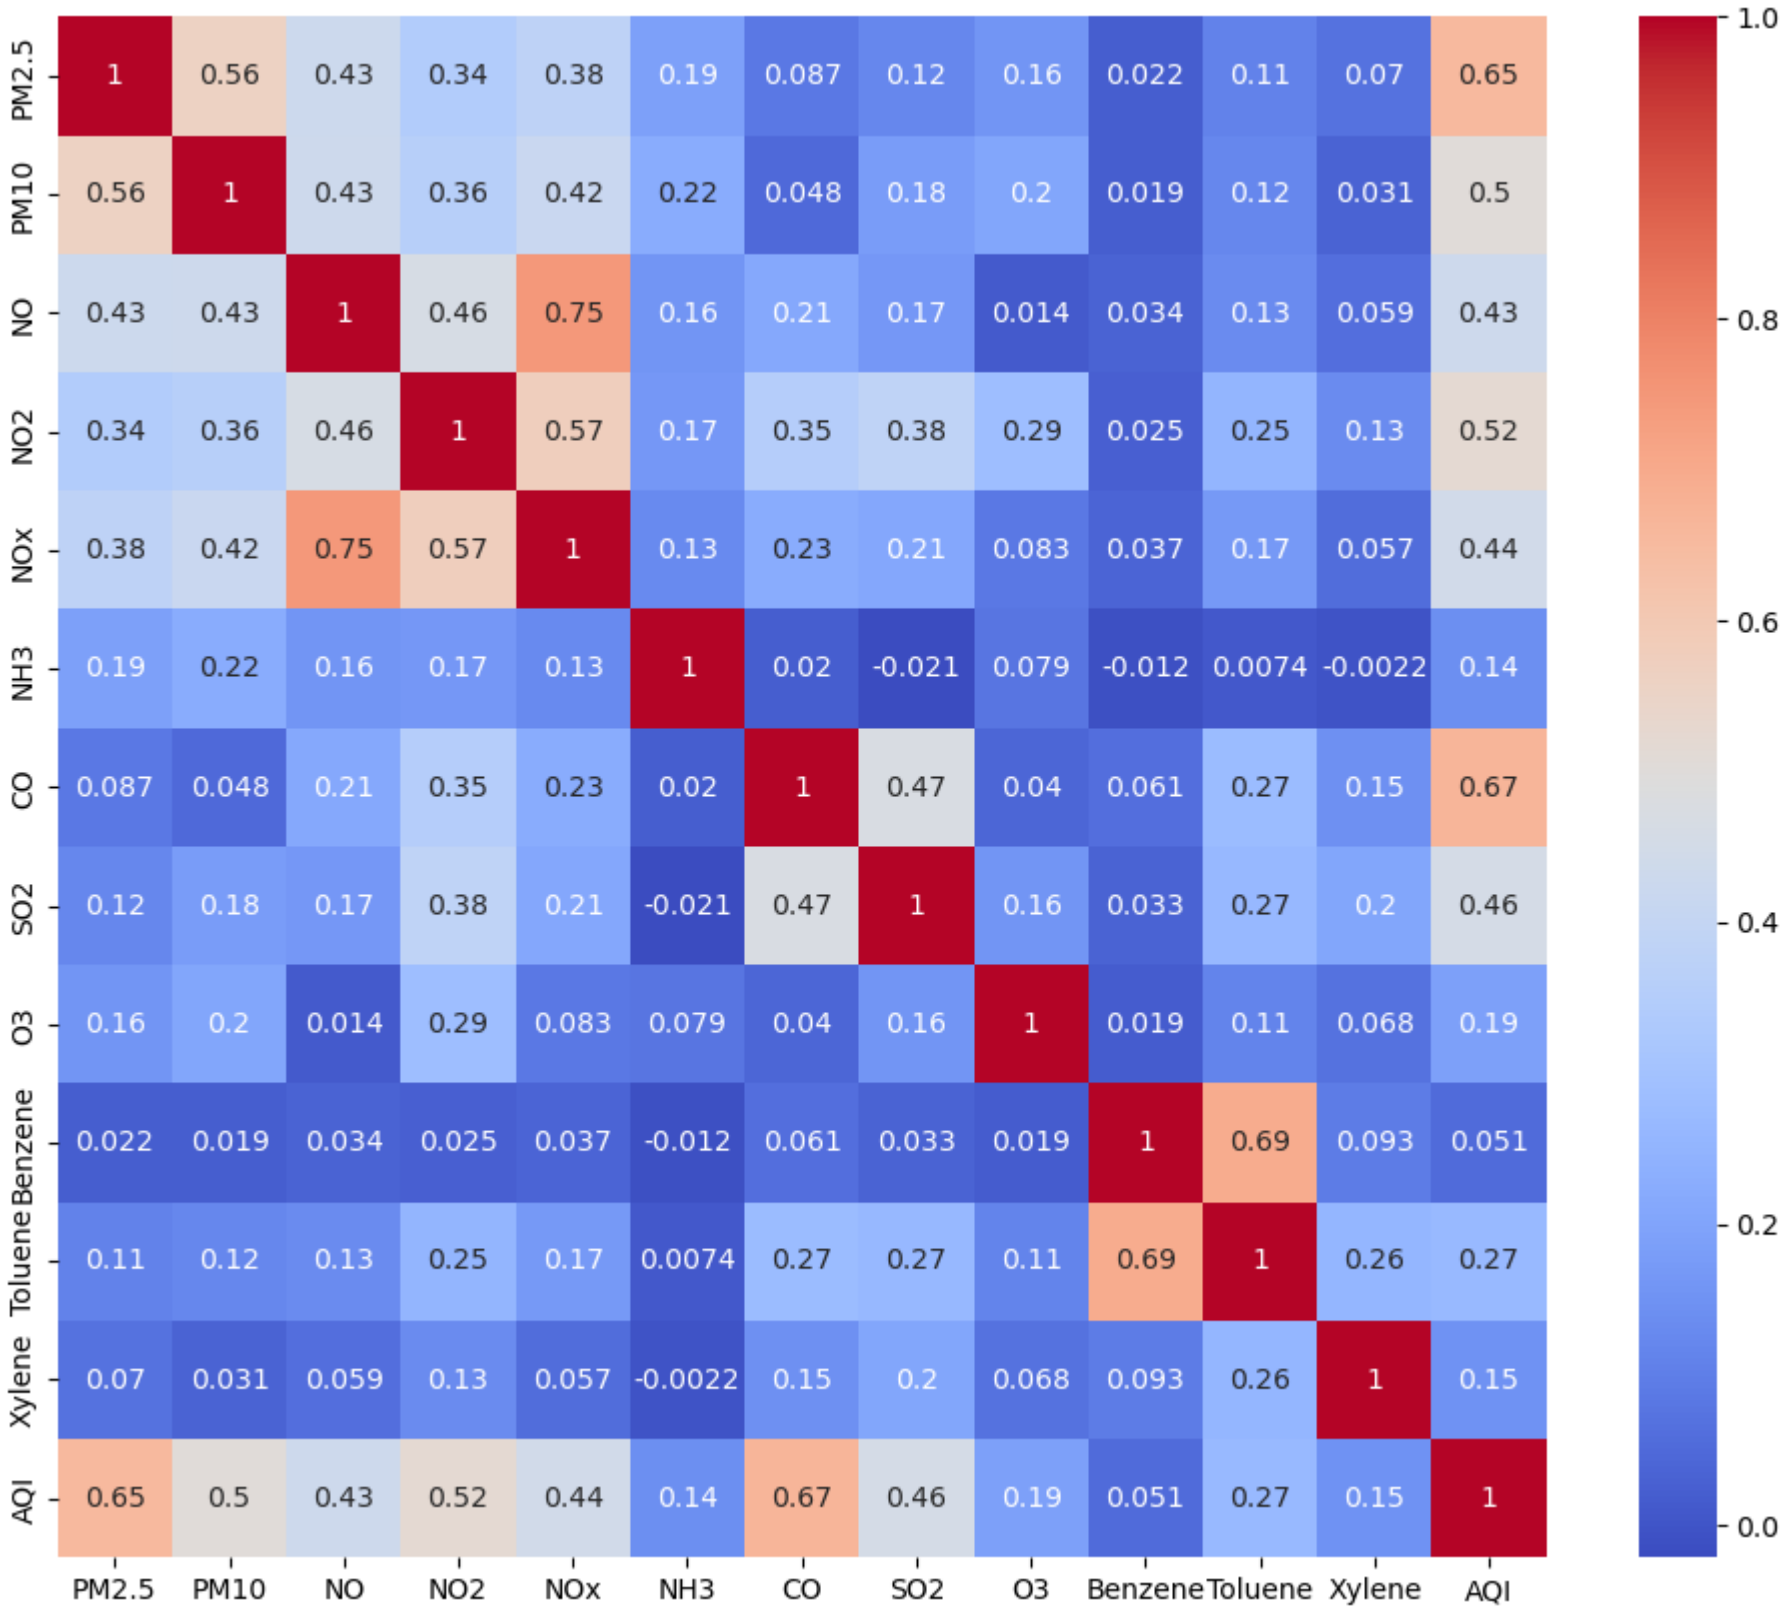 PM2.5 1 0.56 0.43 0.34 0.38 0.19 0.087 0.12 0.16 0.022 0.11 0.07 0.65
PM10 0.56 1 0.43 0.36 0.42 0.22 0.048 0.18 0.2 0.019 0.12 0.031 0.5
NO 0.43 0.43 1 0.46 0.75 0.16 0.21 0.17 0.014 0.034 0.13 0.059 0.43
NO2 0.34 0.36 0.46 1 0.57 0.17 0.35 0.38 0.29 0.025 0.25 0.13 0.52
NOx 0.38 0.42 0.75 0.57 1 0.13 0.23 0.21 0.083 0.037 0.17 0.057 0.44
NH3 0.19 0.22 0.16 0.17 0.13 1 0.02 -0.021 0.079 -0.012 0.0074 -0.0022 0.14
CO 0.087 0.048 0.21 0.35 0.23 0.02 1 0.47 0.04 0.061 0.27 0.15 0.67
SO2 0.12 0.18 0.17 0.38 0.21 -0.021 0.47 1 0.16 0.033 0.27 0.2 0.46
O3 0.16 0.2 0.014 0.29 0.083 0.079 0.04 0.16 1 0.019 0.11 0.068 0.19
Benzene 0.022 0.019 0.034 0.025 0.037 -0.012 0.061 0.033 0.019 1 0.69 0.093 0.051
Toluene 0.11 0.12 0.13 0.25 0.17 0.0074 0.27 0.27 0.11 0.69 1 0.26 0.27
Xylene 0.07 0.031 0.059 0.13 0.057 -0.0022 0.15 0.2 0.068 0.093 0.26 1 0.15
AQI 0.65 0.5 0.43 0.52 0.44 0.14 0.67 0.46 0.19 0.051 0.27 0.15 1
PM2.5 PM10 NO NO2 NOx NH3 CO SO2 O3 Benzene Toluene Xylene AQI
1.0
0.8
0.6
0.4
0.2
0.0